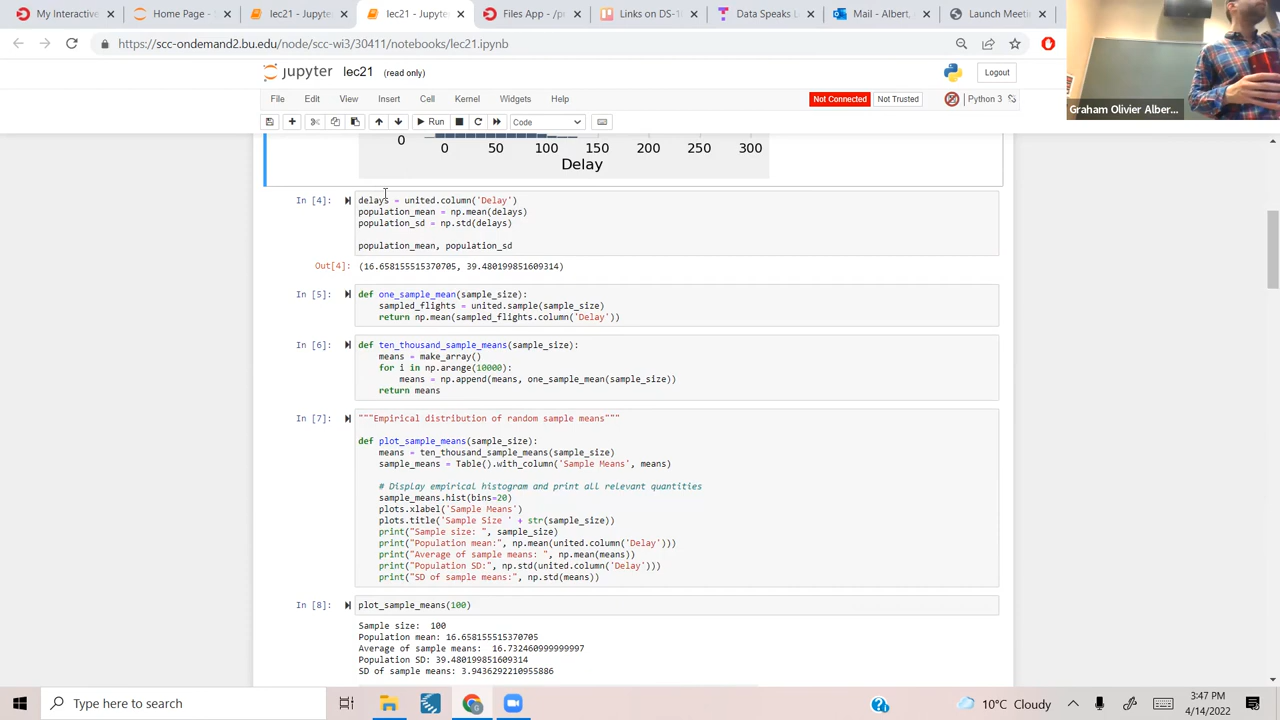 My Interactive
Home Page - S
lec21 - Jupyter
lec21 - Jupyter
Files App - /pr
Links on DS-1
Data Speaks L
Mail - Albert,
Launch Meeti
https://scc-ondemand2.bu.edu/node/scc-wi3/30411/notebooks/lec21.ipynb
jupyter lec21 (read only)
Logout
Graham Olivier Alber...
File Edit View Insert Cell Kernel Widgets Help
Not Connected Not Trusted Python 3
Run Code
0
0 50 100 150 200 250 300
Delay
In [4]: delays = united.column('Delay')
population_mean = np.mean(delays)
population_sd = np.std(delays)
population_mean, population_sd
Out[4]: (16.658155515370705, 39.480199851609314)
In [5]: def one_sample_mean(sample_size):
sampled_flights = united.sample(sample_size)
return np.mean(sampled_flights.column('Delay'))
In [6]: def ten_thousand_sample_means(sample_size):
means = make_array()
for i in np.arange(10000):
means = np.append(means, one_sample_mean(sample_size))
return means
In [7]: """Empirical distribution of random sample means"""
def plot_sample_means(sample_size):
means = ten_thousand_sample_means(sample_size)
sample_means = Table().with_column('Sample Means', means)
# Display empirical histogram and print all relevant quantities
sample_means.hist(bins=20)
plots.xlabel('Sample Means')
plots.title('Sample Size ' + str(sample_size))
print("Sample size: ", sample_size)
print("Population mean:", np.mean(united.column('Delay')))
print("Average of sample means: ", np.mean(means))
print("Population SD:", np.std(united.column('Delay')))
print("SD of sample means:", np.std(means))
In [8]: plot_sample_means(100)
Sample size: 100
Population mean: 16.658155515370705
Average of sample means: 16.732460999999997
Population SD: 39.480199851609314
SD of sample means: 3.9436292210955886
Type here to search
10°C Cloudy
3:47 PM
4/14/2022